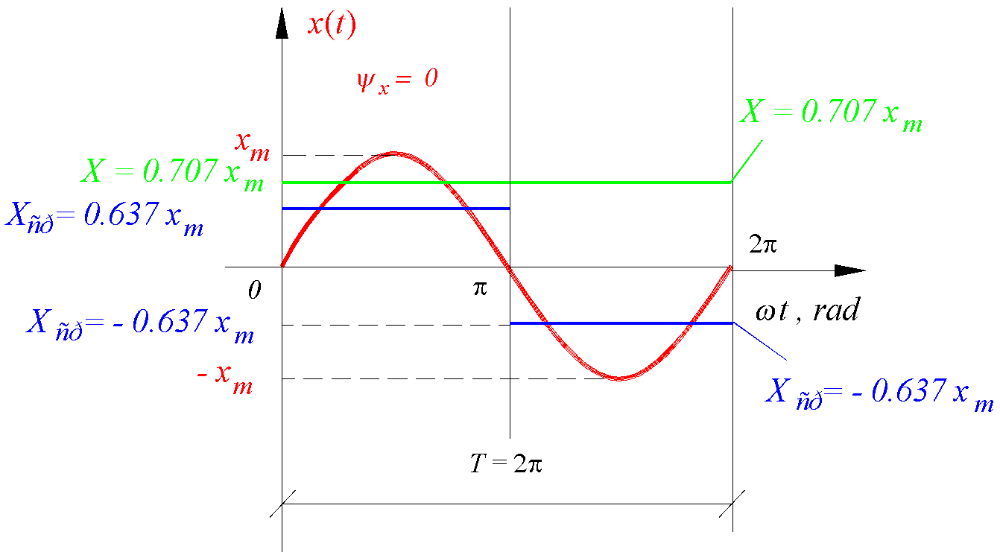 x(t)
ψx = 0
X = 0.707 xm
xm
X = 0.707 xm
Xñð= 0.637 xm
2π
0
π
ωt , rad
X ñð= - 0.637 xm
- xm
X ñð= - 0.637 xm
T = 2π